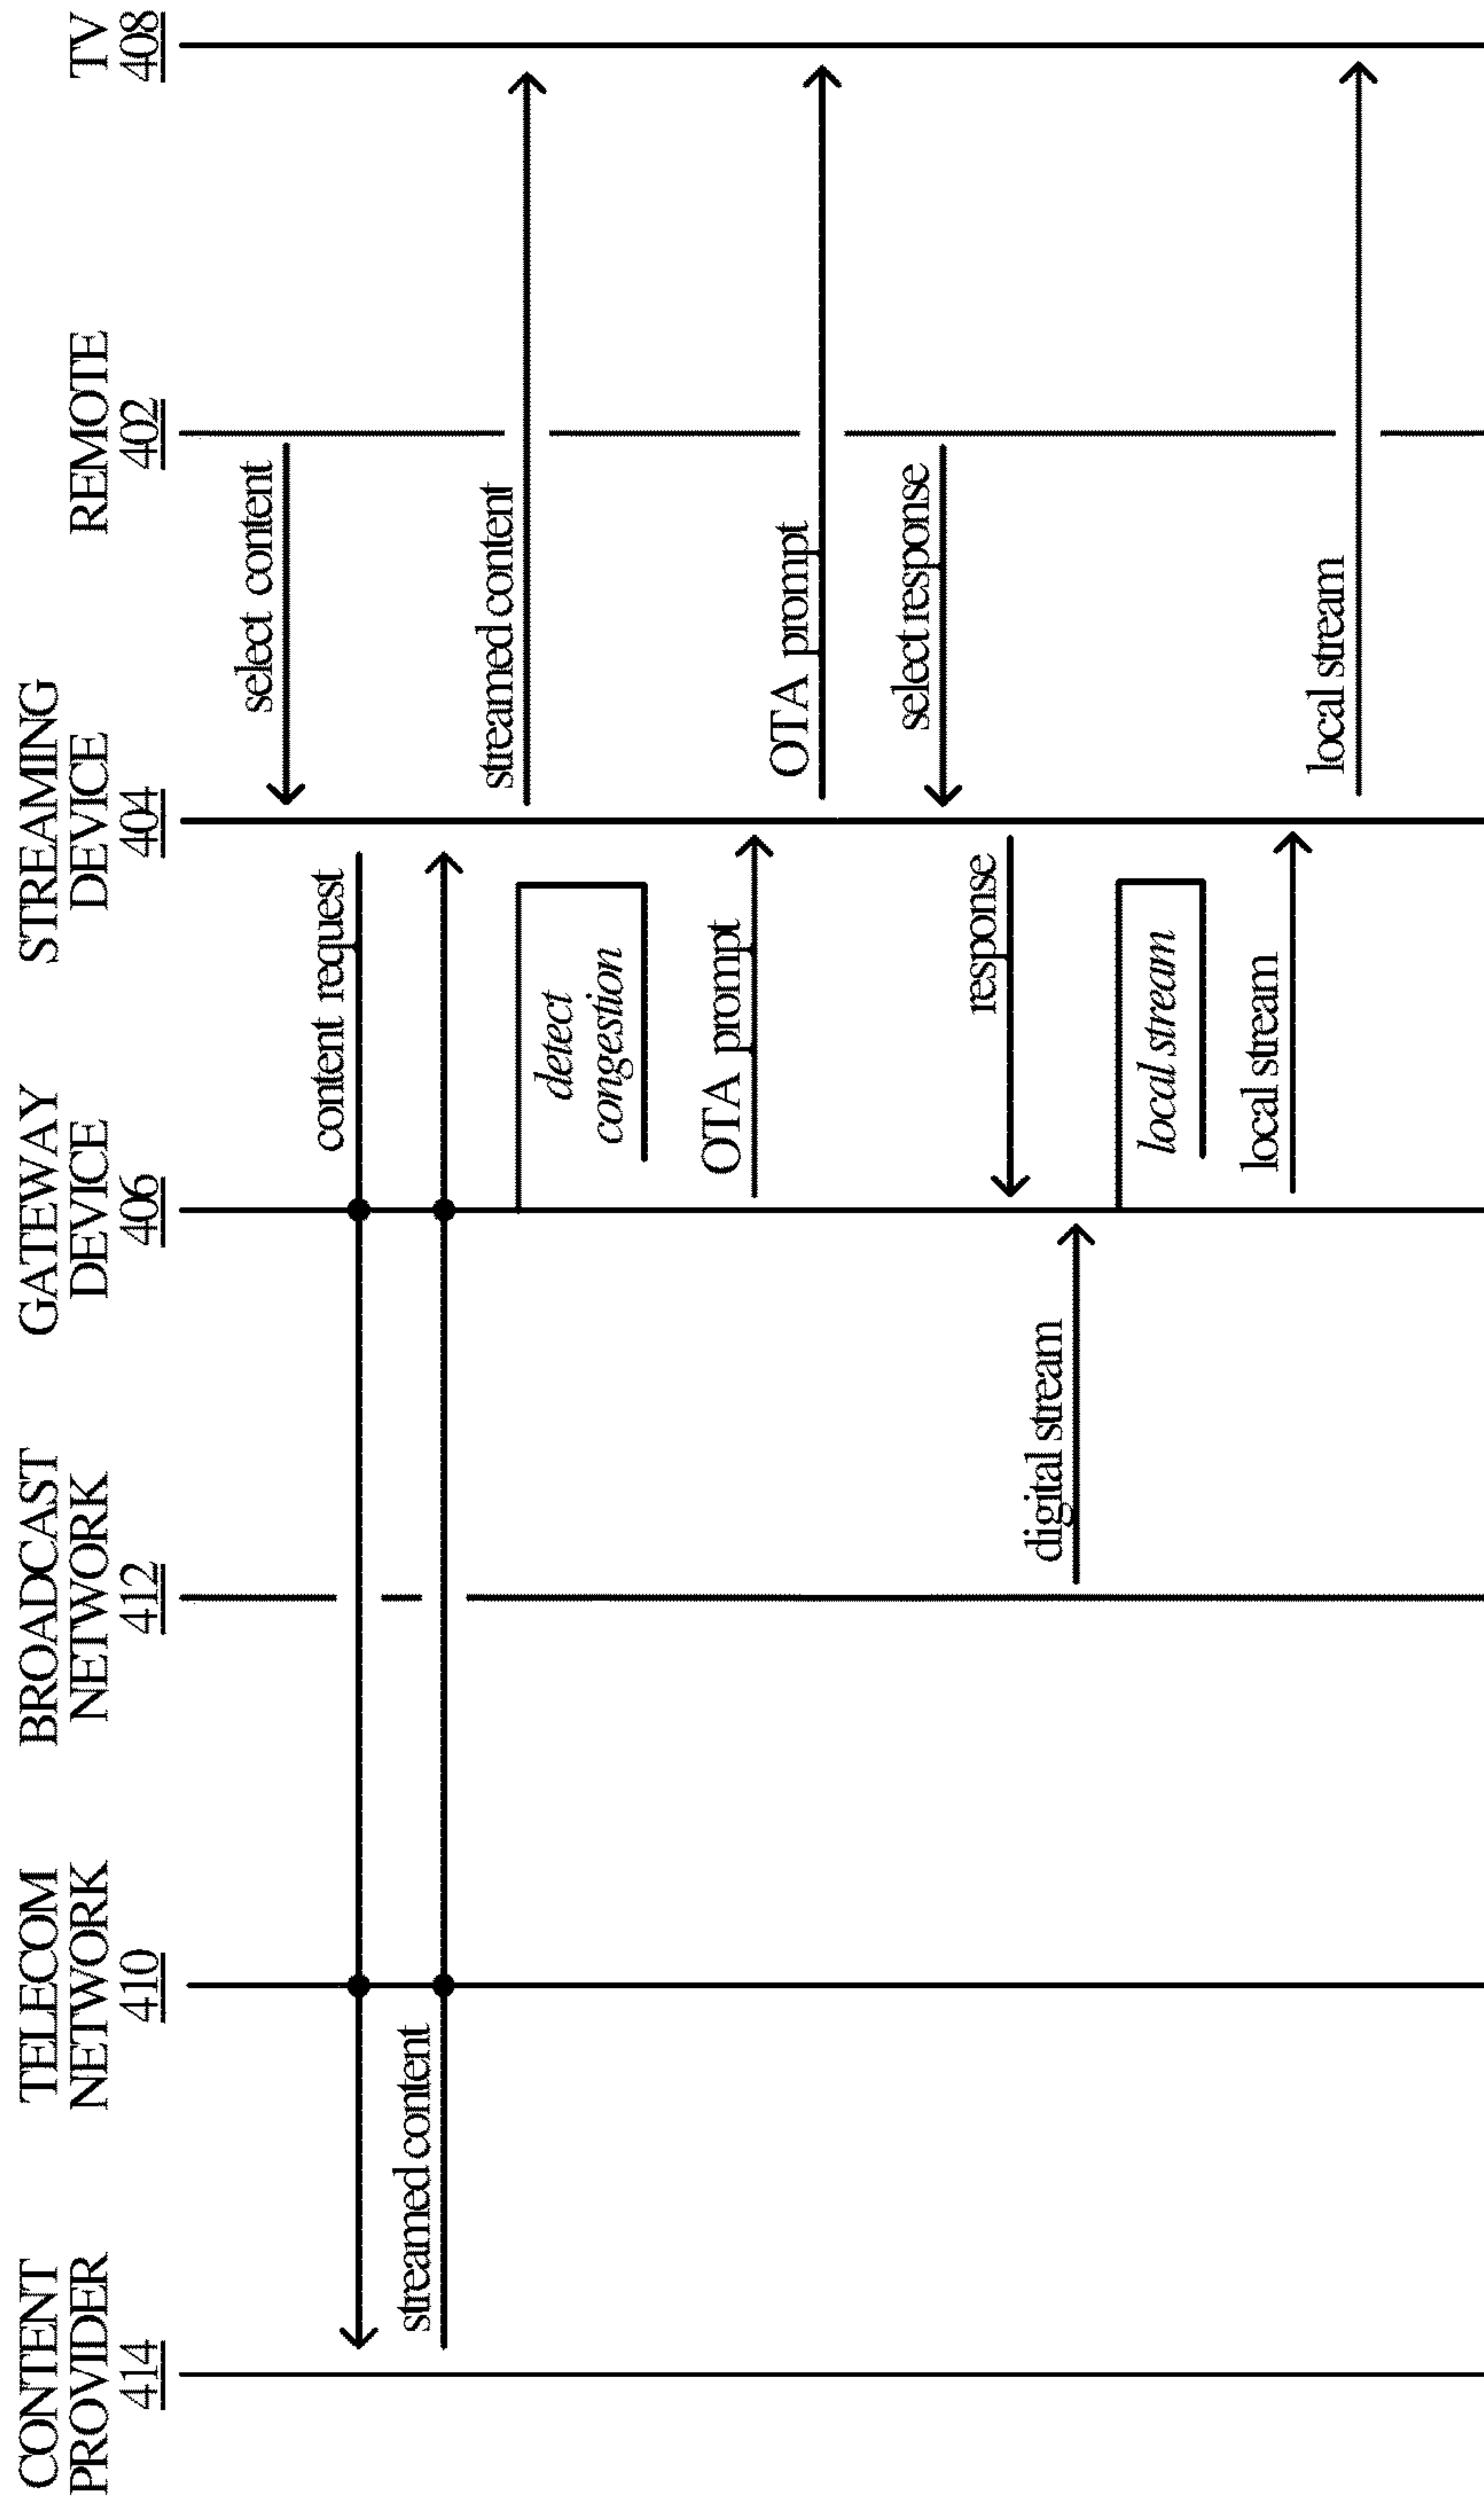 CONTENT
PROVIDER
414
TELECOM
NETWORK
410
BROADCAST
NETWORK
412
GATEWAY
DEVICE
406
STREAMING
DEVICE
404
REMOTE
402
TV
408
select content
content request
streamed content
streamed content
detect
congestion
OTA prompt
OTA prompt
select response
response
digital stream
local stream
local stream
local stream